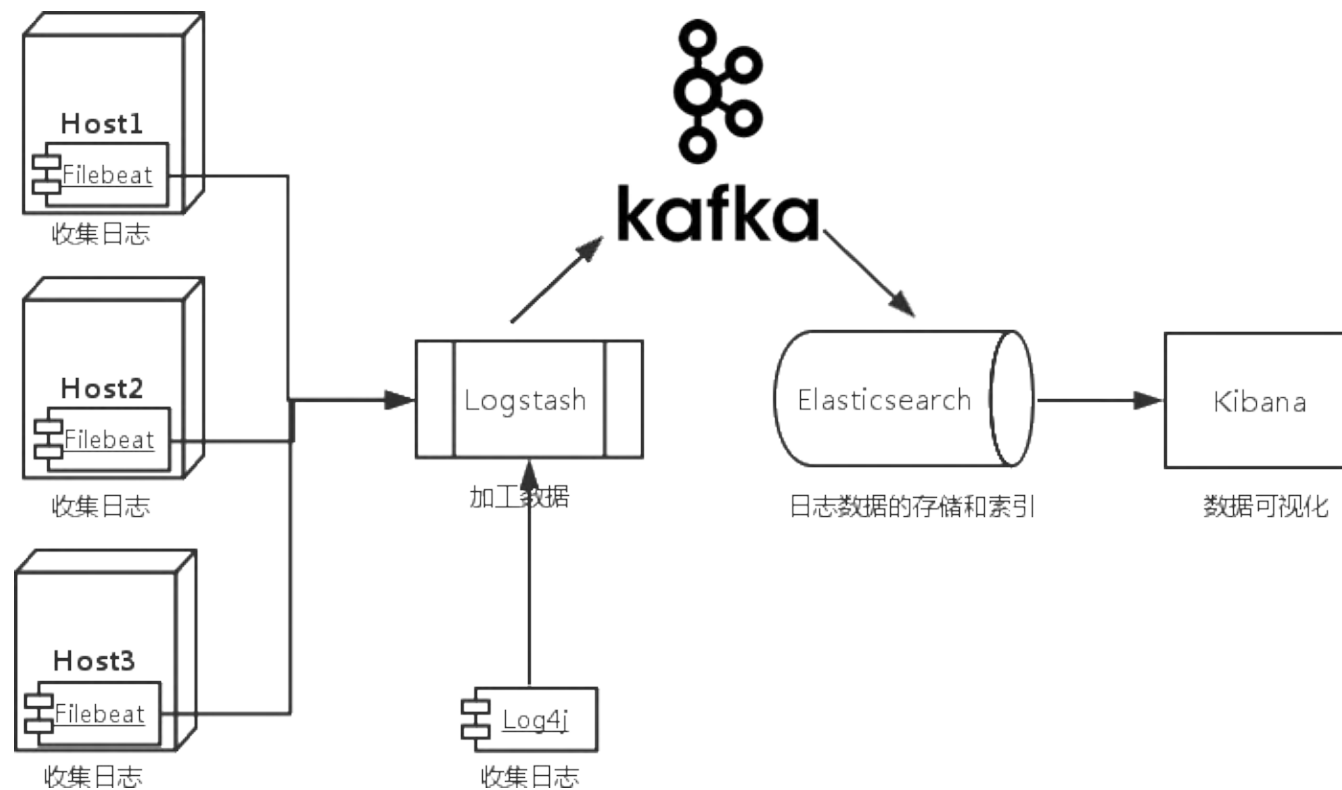 Host1
Filebeat
收集日志
Host2
Filebeat
收集日志
Host3
Filebeat
收集日志
kafka
Logstash
加工数据
Log4j
收集日志
Elasticsearch
日志数据的存储和索引
Kibana
数据可视化